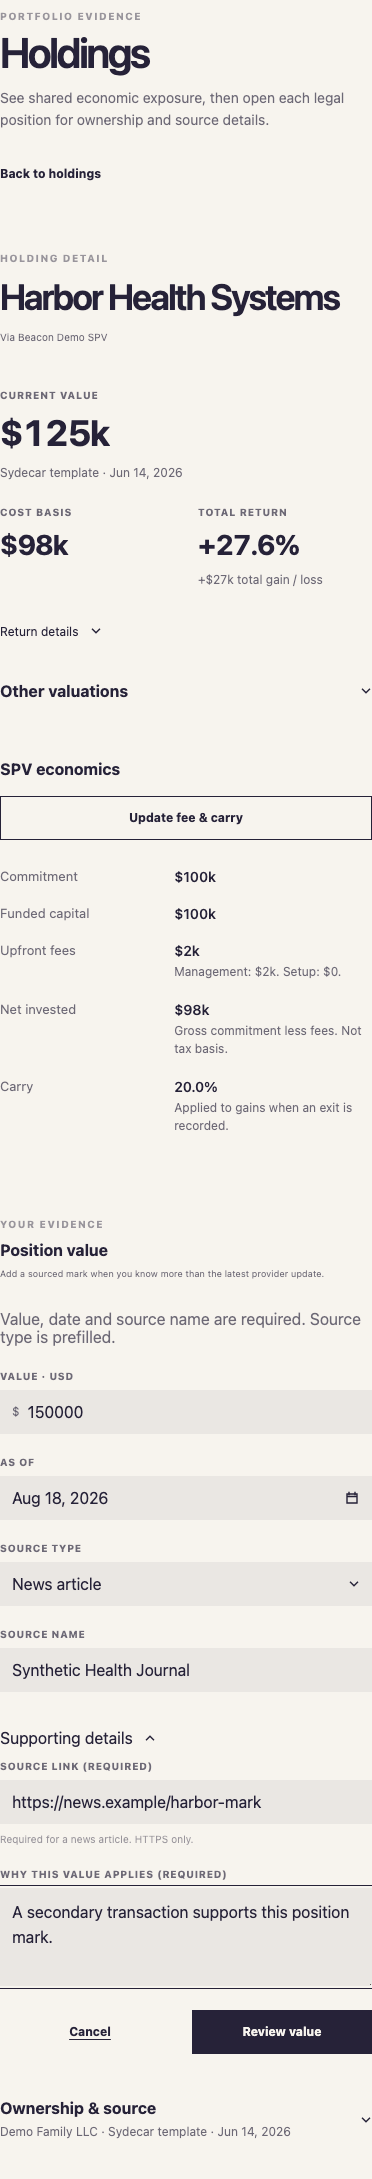 PORTFOLIO EVIDENCE
Holdings
See shared economic exposure, then open each legal
position for ownership and source details.
Back to holdings
HOLDING DETAIL
Harbor Health Systems
Via Beacon Demo SPV
CURRENT VALUE
$125k
Sydecar template · Jun 14, 2026
COST BASIS
$98k
TOTAL RETURN
+27.6%
+$27k total gain / loss
Return details
Other valuations
SPV economics
Update fee & carry
Commitment
$100k
Funded capital
$100k
Upfront fees
$2k
Management: $2k. Setup: $0.
Net invested
$98k
Gross commitment less fees. Not
tax basis.
Carry
20.0%
Applied to gains when an exit is
recorded.
YOUR EVIDENCE
Position value
Add a sourced mark when you know more than the latest provider update.
Value, date and source name are required. Source
type is prefilled.
VALUE · USD
$ 150000
AS OF
Aug 18, 2026
SOURCE TYPE
News article
SOURCE NAME
Synthetic Health Journal
Supporting details
SOURCE LINK (REQUIRED)
https://news.example/harbor-mark
Required for a news article. HTTPS only.
WHY THIS VALUE APPLIES (REQUIRED)
A secondary transaction supports this position
mark.
Cancel
Review value
Ownership & source
Demo Family LLC · Sydecar template · Jun 14, 2026